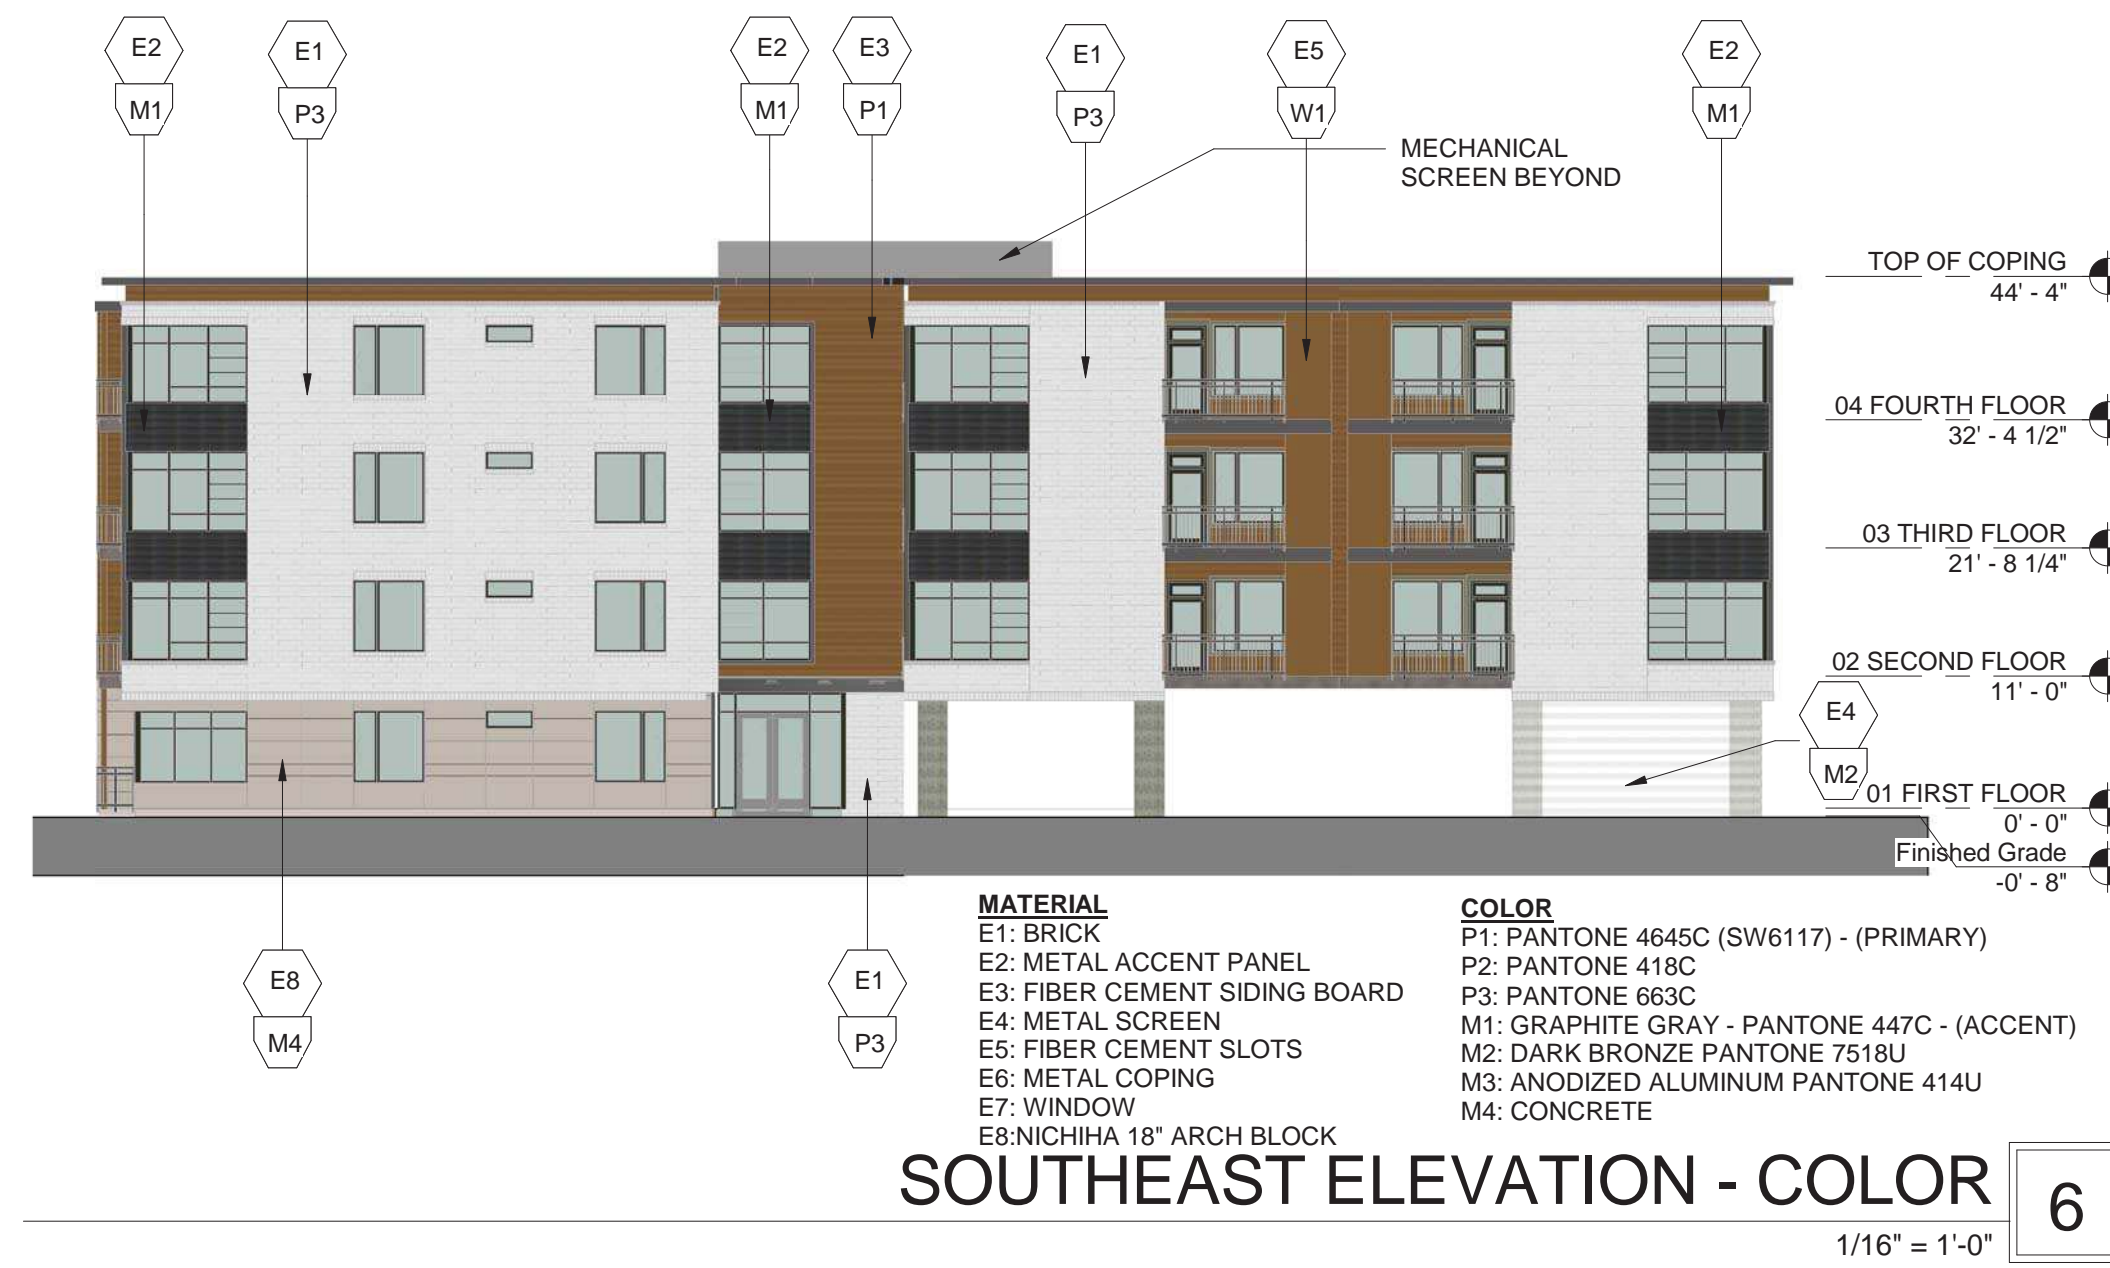 E2
M1
E1
P3
E2
M1
E3
P1
E1
P3
E5
W1
E2
M1
MECHANICAL
SCREEN BEYOND
TOP OF COPING
44' - 4"
04 FOURTH FLOOR
32' - 4 1/2"
03 THIRD FLOOR
21' - 8 1/4"
02 SECOND FLOOR
11' - 0"
E4
M2
01 FIRST FLOOR
0' - 0"
Finished Grade
-0' - 8"
E8
M4
E1
P3
MATERIAL
E1: BRICK
E2: METAL ACCENT PANEL
E3: FIBER CEMENT SIDING BOARD
E4: METAL SCREEN
E5: FIBER CEMENT SLOTS
E6: METAL COPING
E7: WINDOW
E8:NICHIHA 18" ARCH BLOCK
COLOR
P1: PANTONE 4645C (SW6117) - (PRIMARY)
P2: PANTONE 418C
P3: PANTONE 663C
M1: GRAPHITE GRAY - PANTONE 447C - (ACCENT)
M2: DARK BRONZE PANTONE 7518U
M3: ANODIZED ALUMINUM PANTONE 414U
M4: CONCRETE
SOUTHEAST ELEVATION - COLOR
6
1/16" = 1'-0"